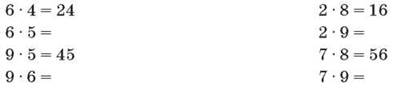 6 · 4 = 24
6 · 5 =
9 · 5 = 45
9 · 6 =
2 · 8 = 16
2 · 9 =
7 · 8 = 56
7 · 9 =